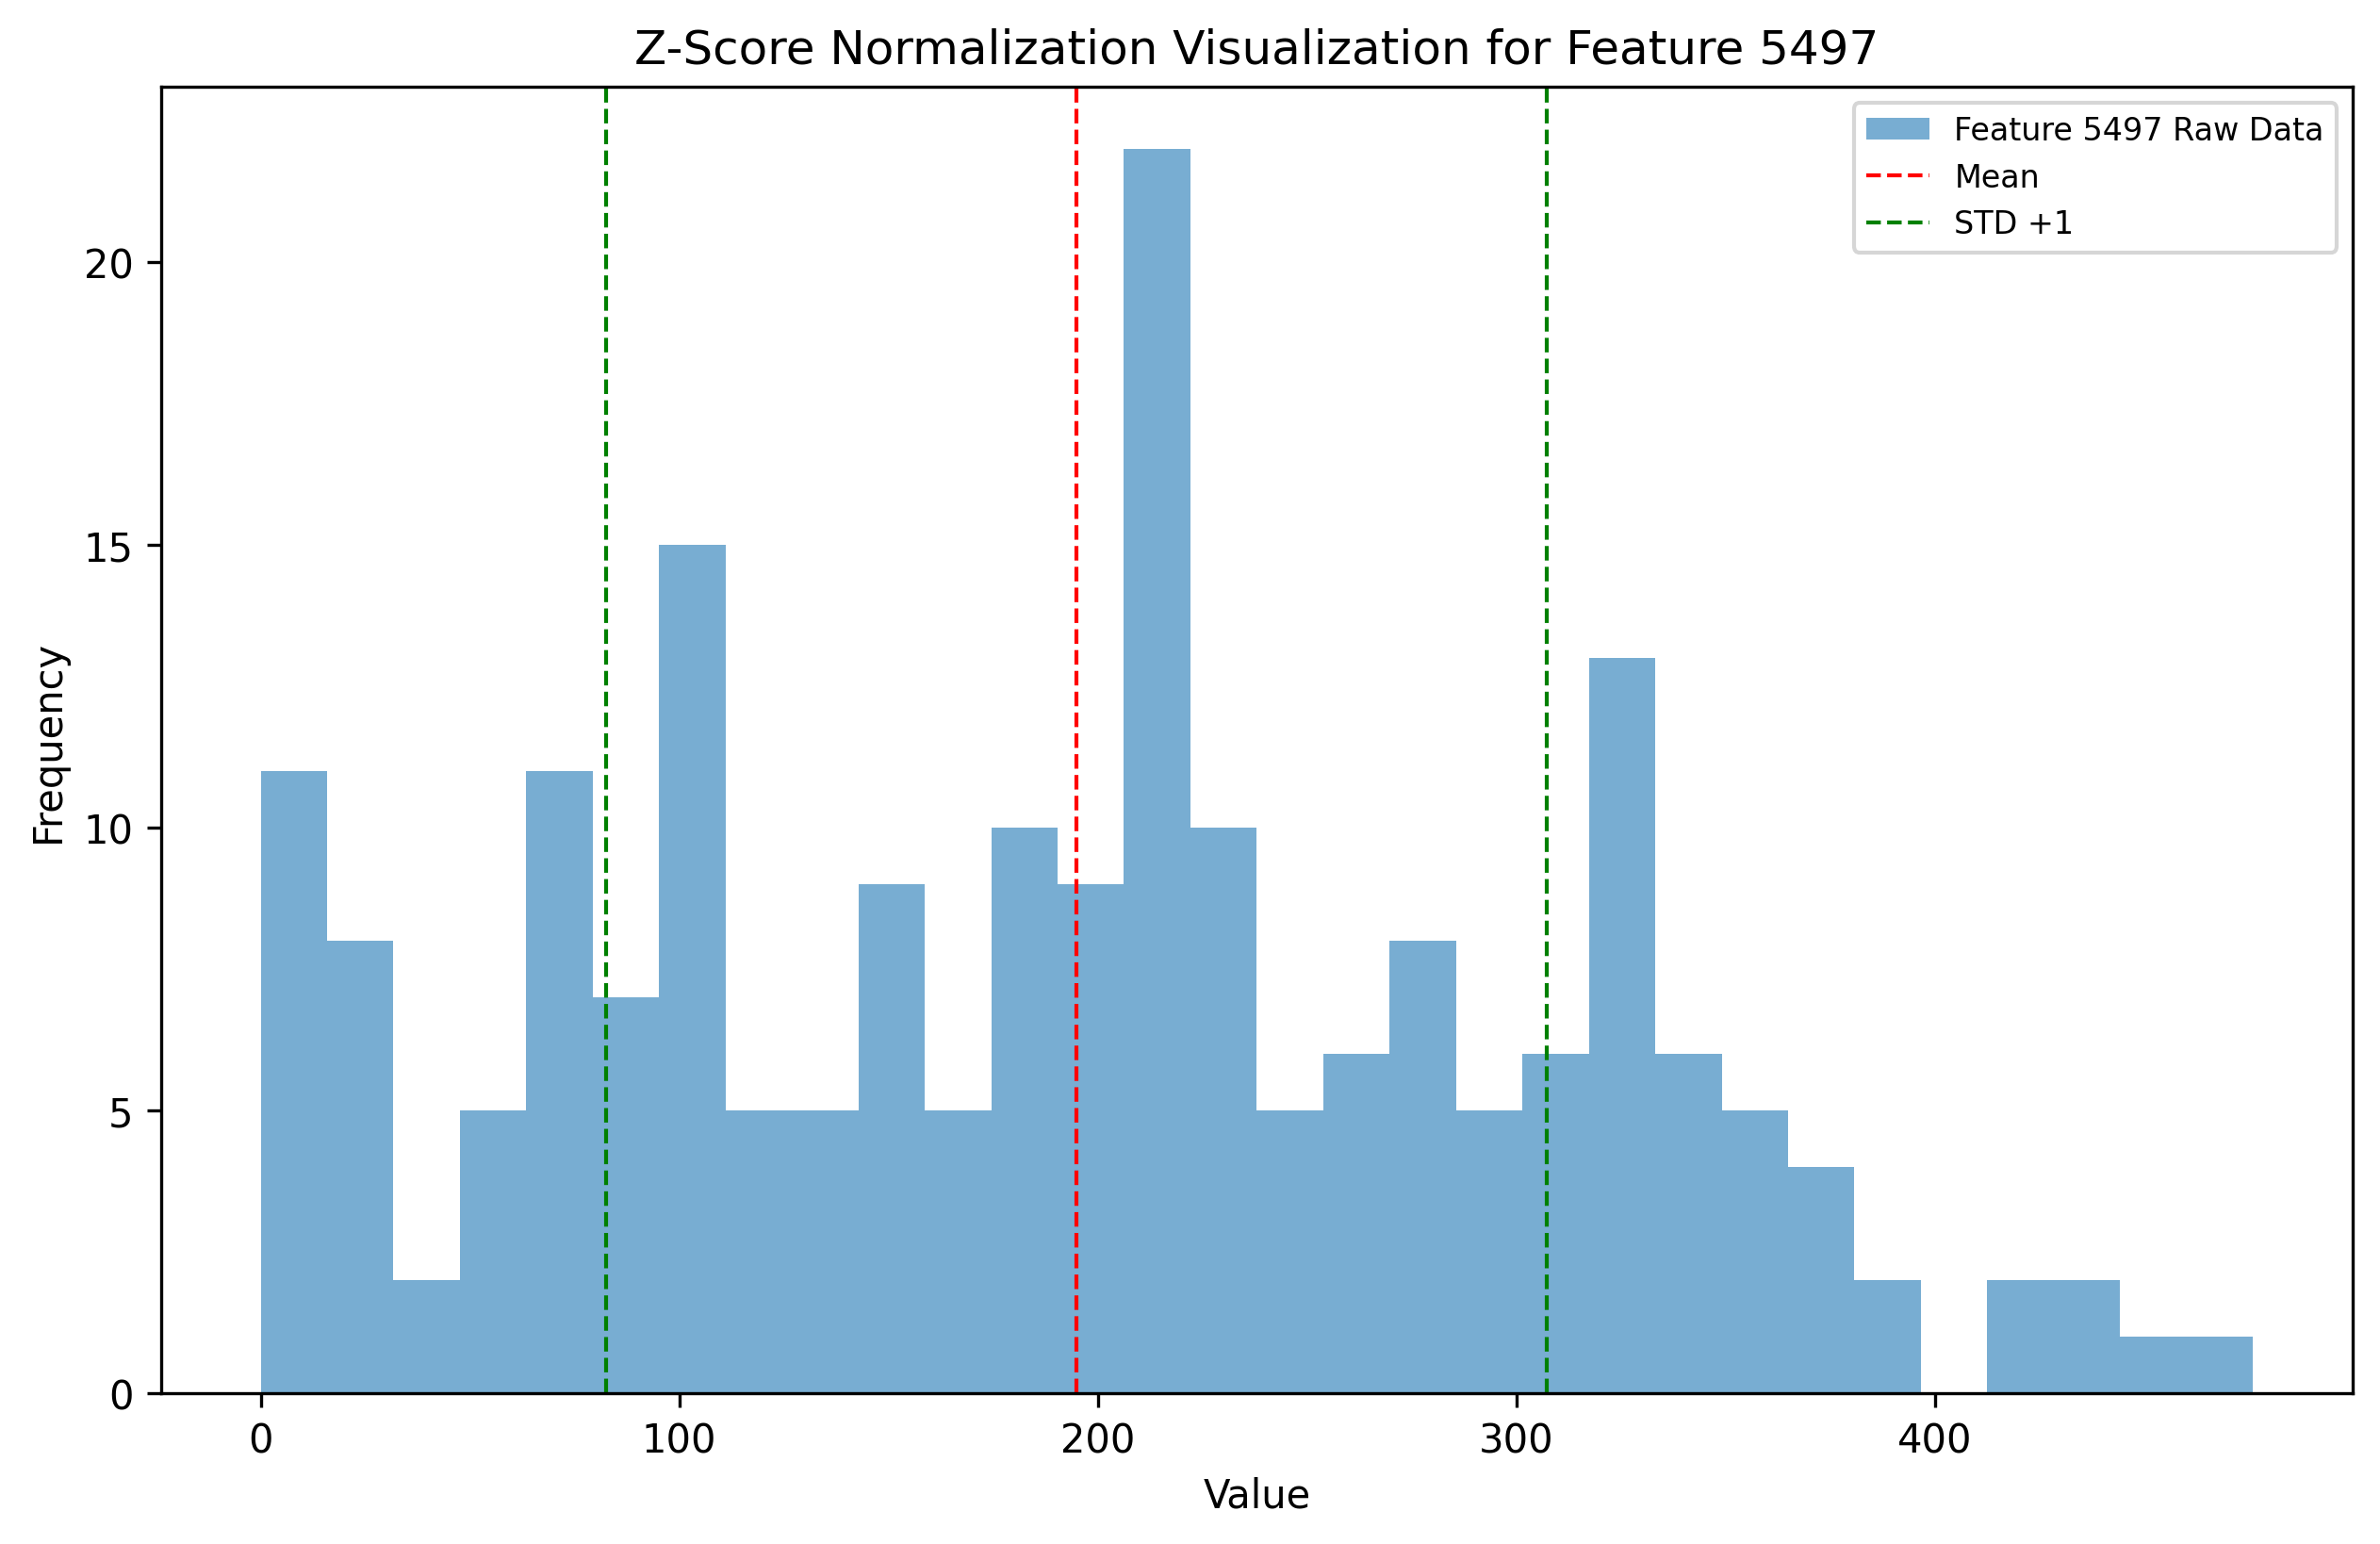 Z-Score Normalization Visualization for Feature 5497
Feature 5497 Raw Data
Mean
STD +1
20
15
10
5
0
Frequency
0 100 200 300 400
Value